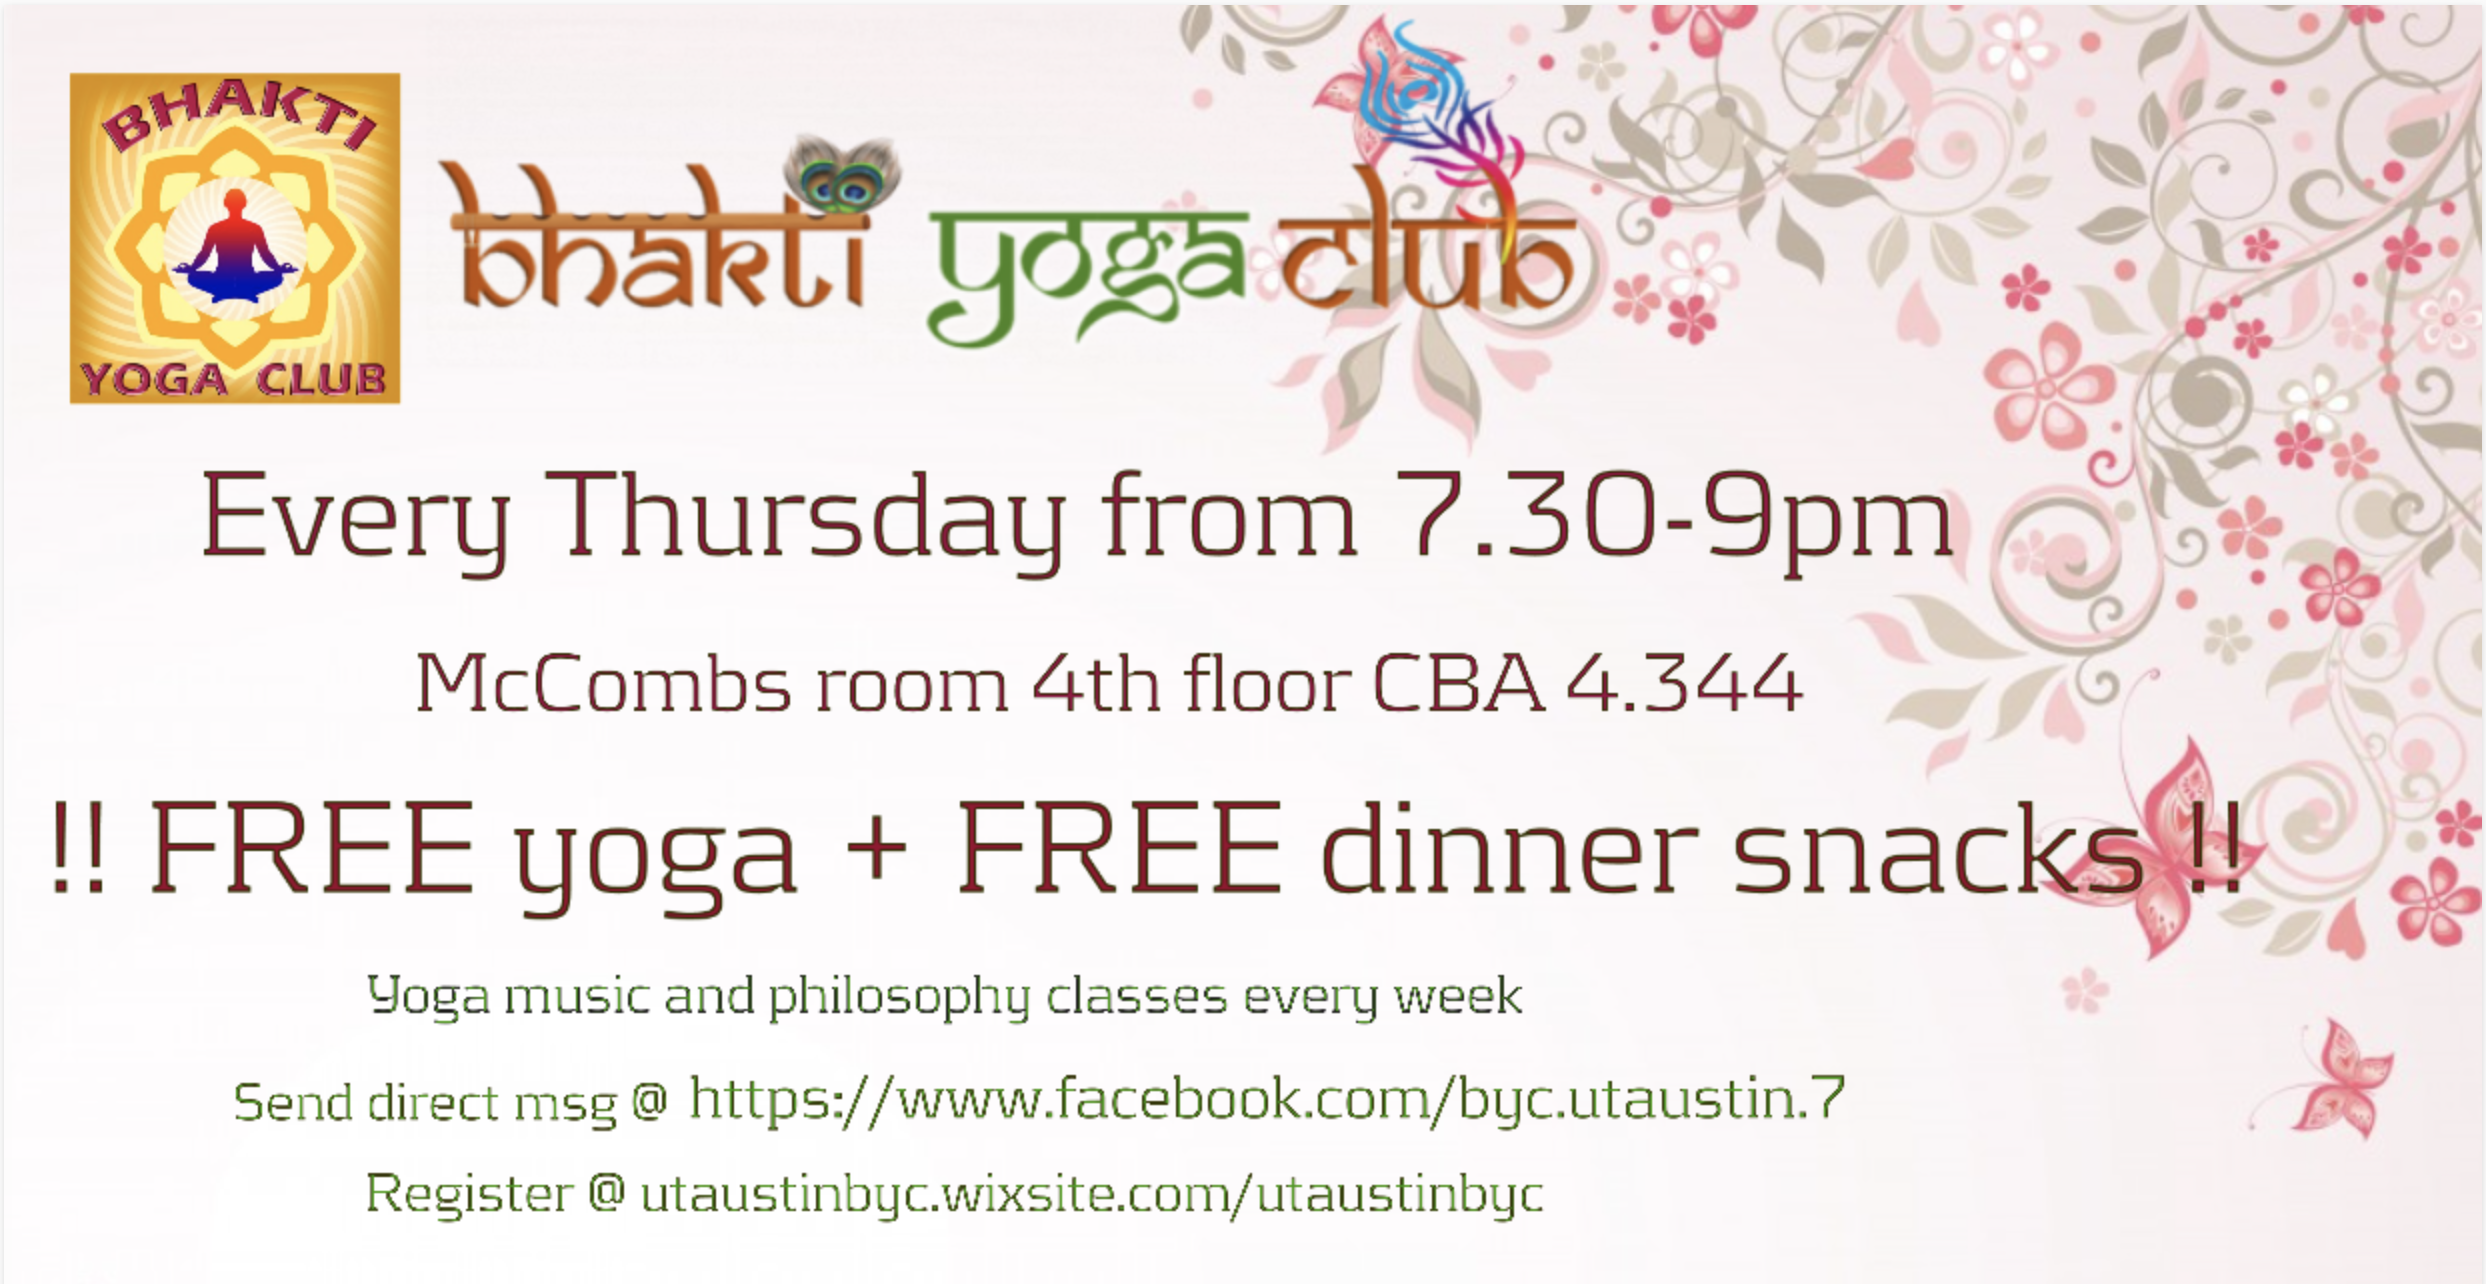 BHAKTI
YOGA CLUB
bhakti yoga club
Every Thursday from 7.30-9pm
McCombs room 4th floor CBA 4.344
!! FREE yoga + FREE dinner snacks !!
Yoga music and philosophy classes every week
Send direct msg @ https://www.facebook.com/byc.utaustin.7
Register @ utaustinbyc.wixsite.com/utaustinbyc